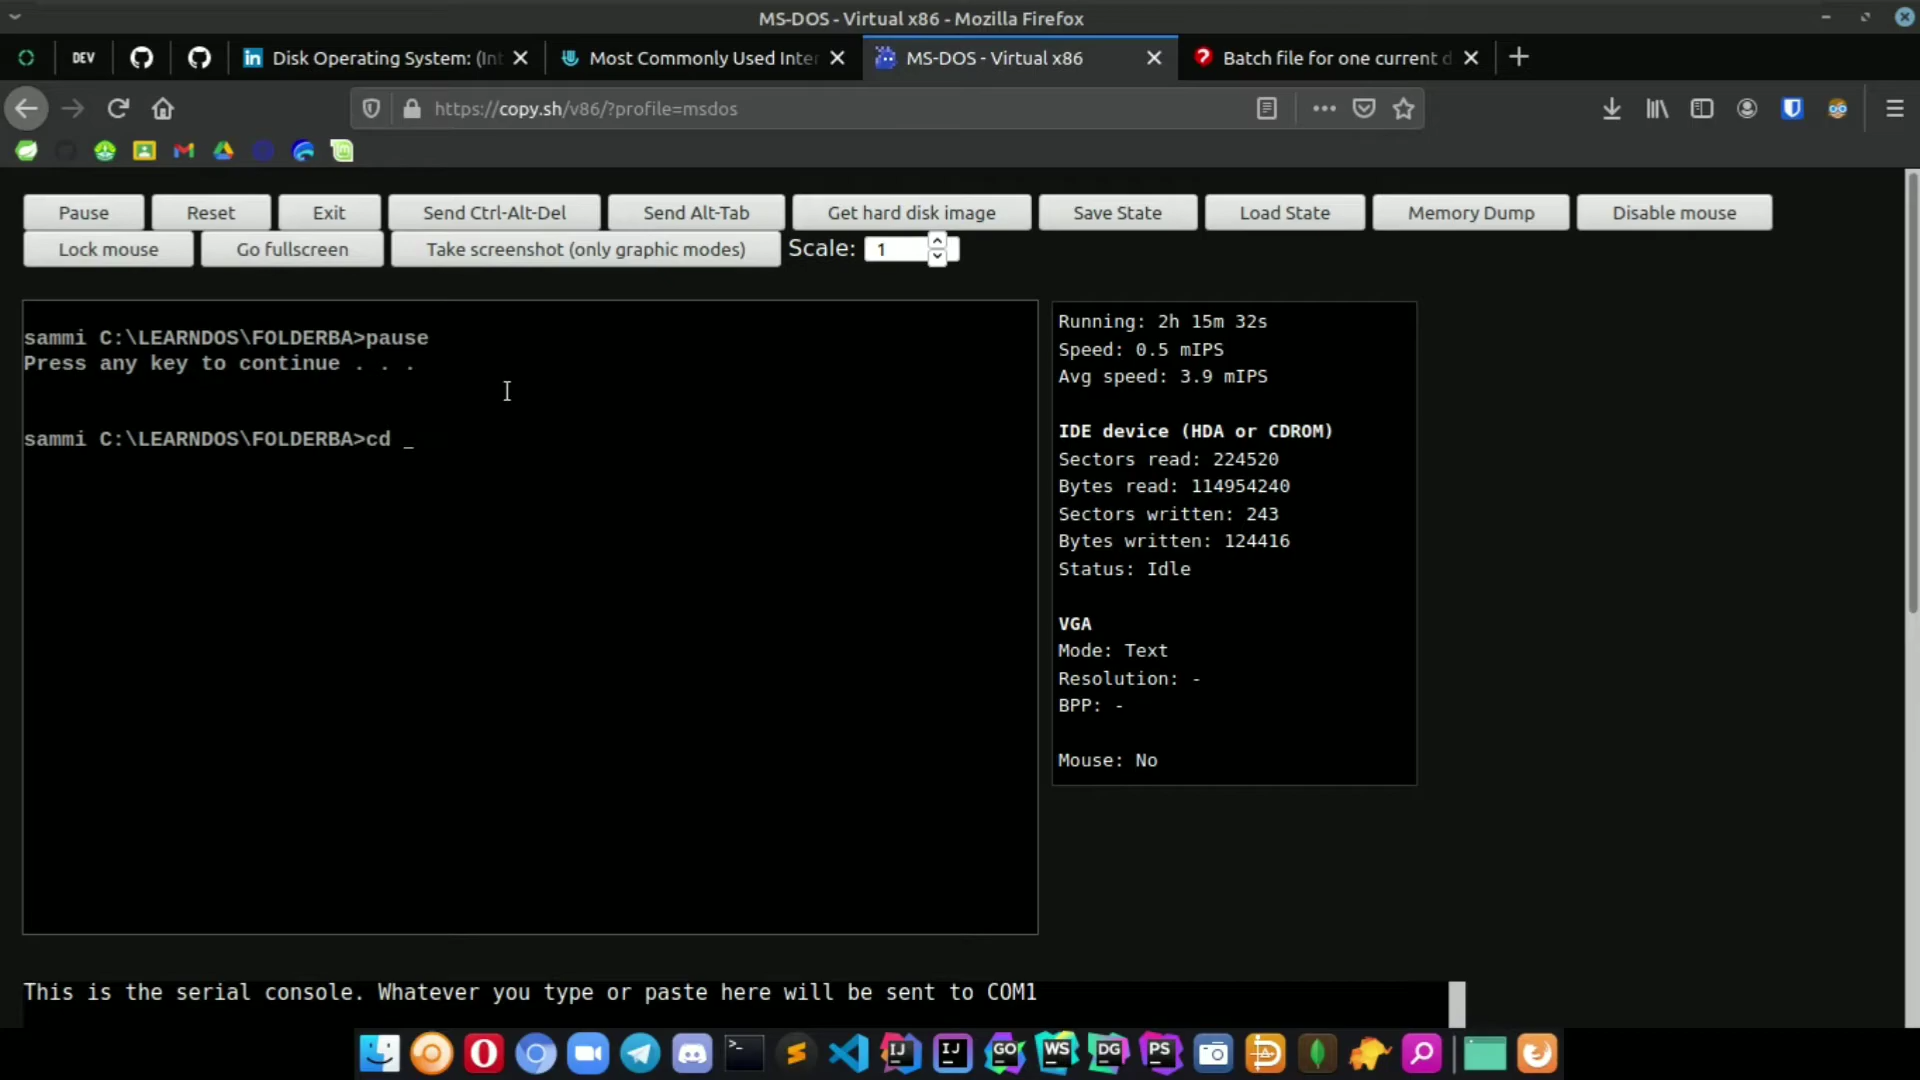 MS-DOS - Virtual x86 - Mozilla Firefox
DEV
Disk Operating System: (Int
Most Commonly Used Inter
MS-DOS - Virtual x86
Batch file for one current d
https://copy.sh/v86/?profile=msdos
Pause
Reset
Exit
Send Ctrl-Alt-Del
Send Alt-Tab
Get hard disk image
Save State
Load State
Memory Dump
Disable mouse
Lock mouse
Go fullscreen
Take screenshot (only graphic modes)
Scale: 1
sammi C:\LEARNDOS\FOLDERBA>pause
Press any key to continue . . .
sammi C:\LEARNDOS\FOLDERBA>cd _
Running: 2h 15m 32s
Speed: 0.5 mIPS
Avg speed: 3.9 mIPS
IDE device (HDA or CDROM)
Sectors read: 224520
Bytes read: 114954240
Sectors written: 243
Bytes written: 124416
Status: Idle
VGA
Mode: Text
Resolution: -
BPP: -
Mouse: No
This is the serial console. Whatever you type or paste here will be sent to COM1
IJ
IJ
GO
WS
DG
PS